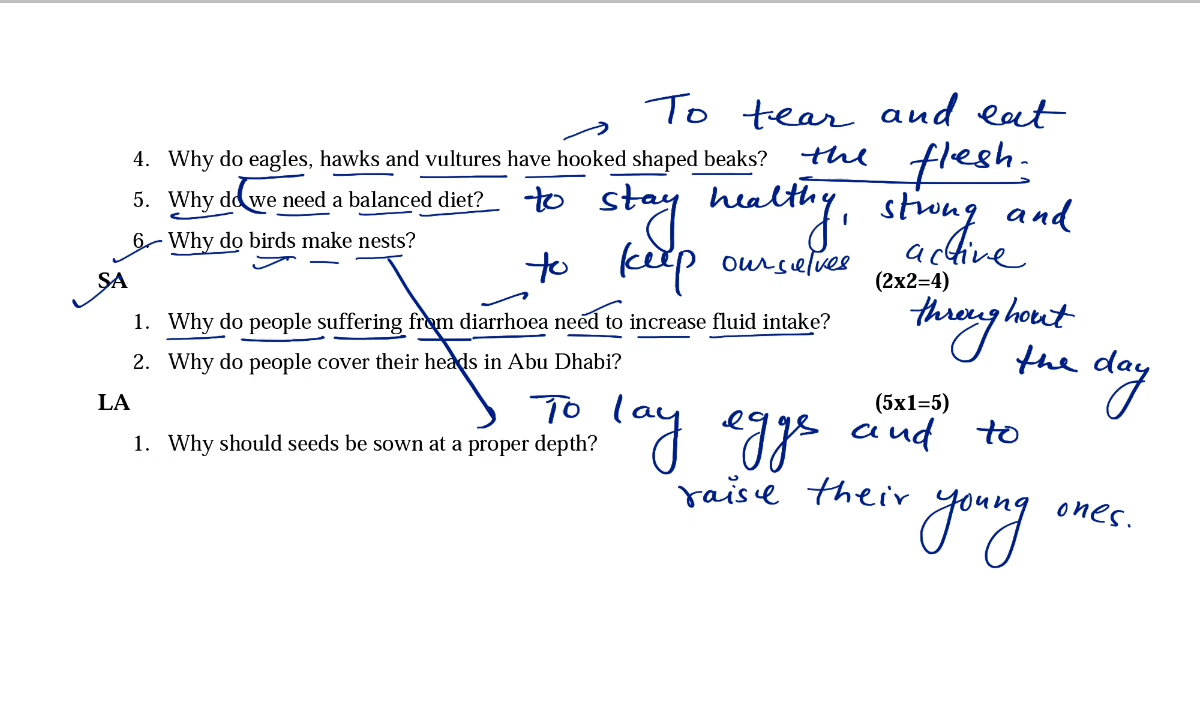 To tear and eat
4. Why do eagles, hawks and vultures have hooked shaped beaks? the flesh.
5. Why do we need a balanced diet? to stay healthy, strong and
active
6. Why do birds make nests? to keep ourselves
SA (2x2=4)
throughout
1. Why do people suffering from diarrhoea need to increase fluid intake?
2. Why do people cover their heads in Abu Dhabi? the day
LA (5x1=5)
To lay eggs and to
1. Why should seeds be sown at a proper depth?
raise their young ones.